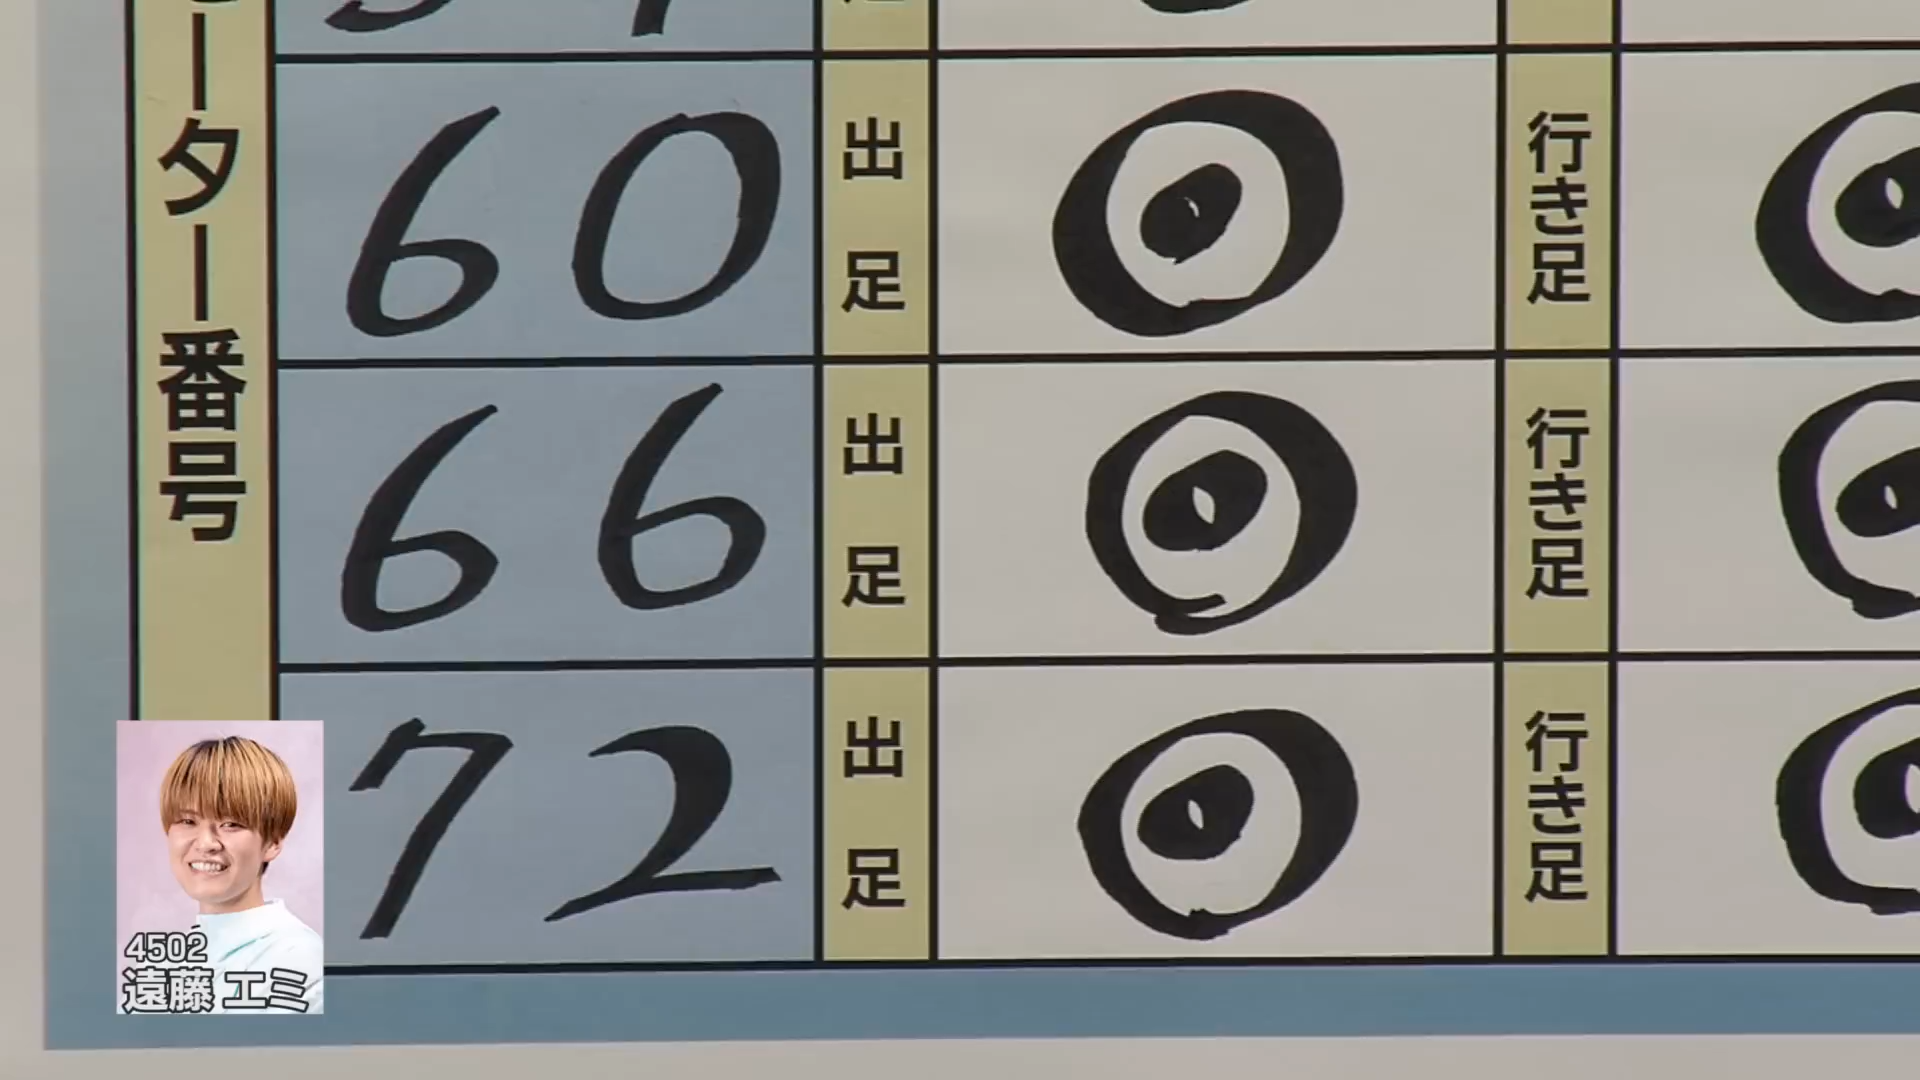 ーター番号
60 出足 ◎ 行き足 ◎
66 出足 ◎ 行き足 ◎
72 出足 ◎ 行き足 ◎
4502
遠藤 エミ